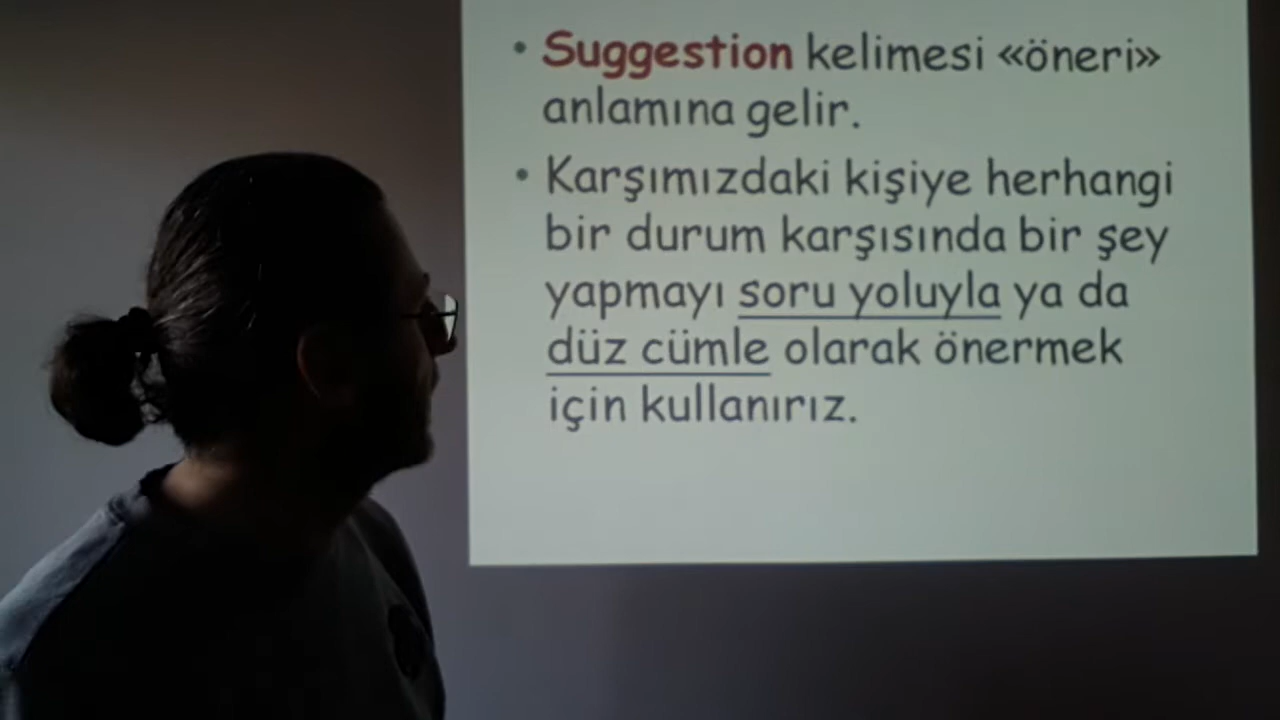 • Suggestion kelimesi «öneri»
anlamına gelir.
• Karşımızdaki kişiye herhangi
bir durum karşısında bir şey
yapmayı soru yoluyla ya da
düz cümle olarak önermek
için kullanırız.